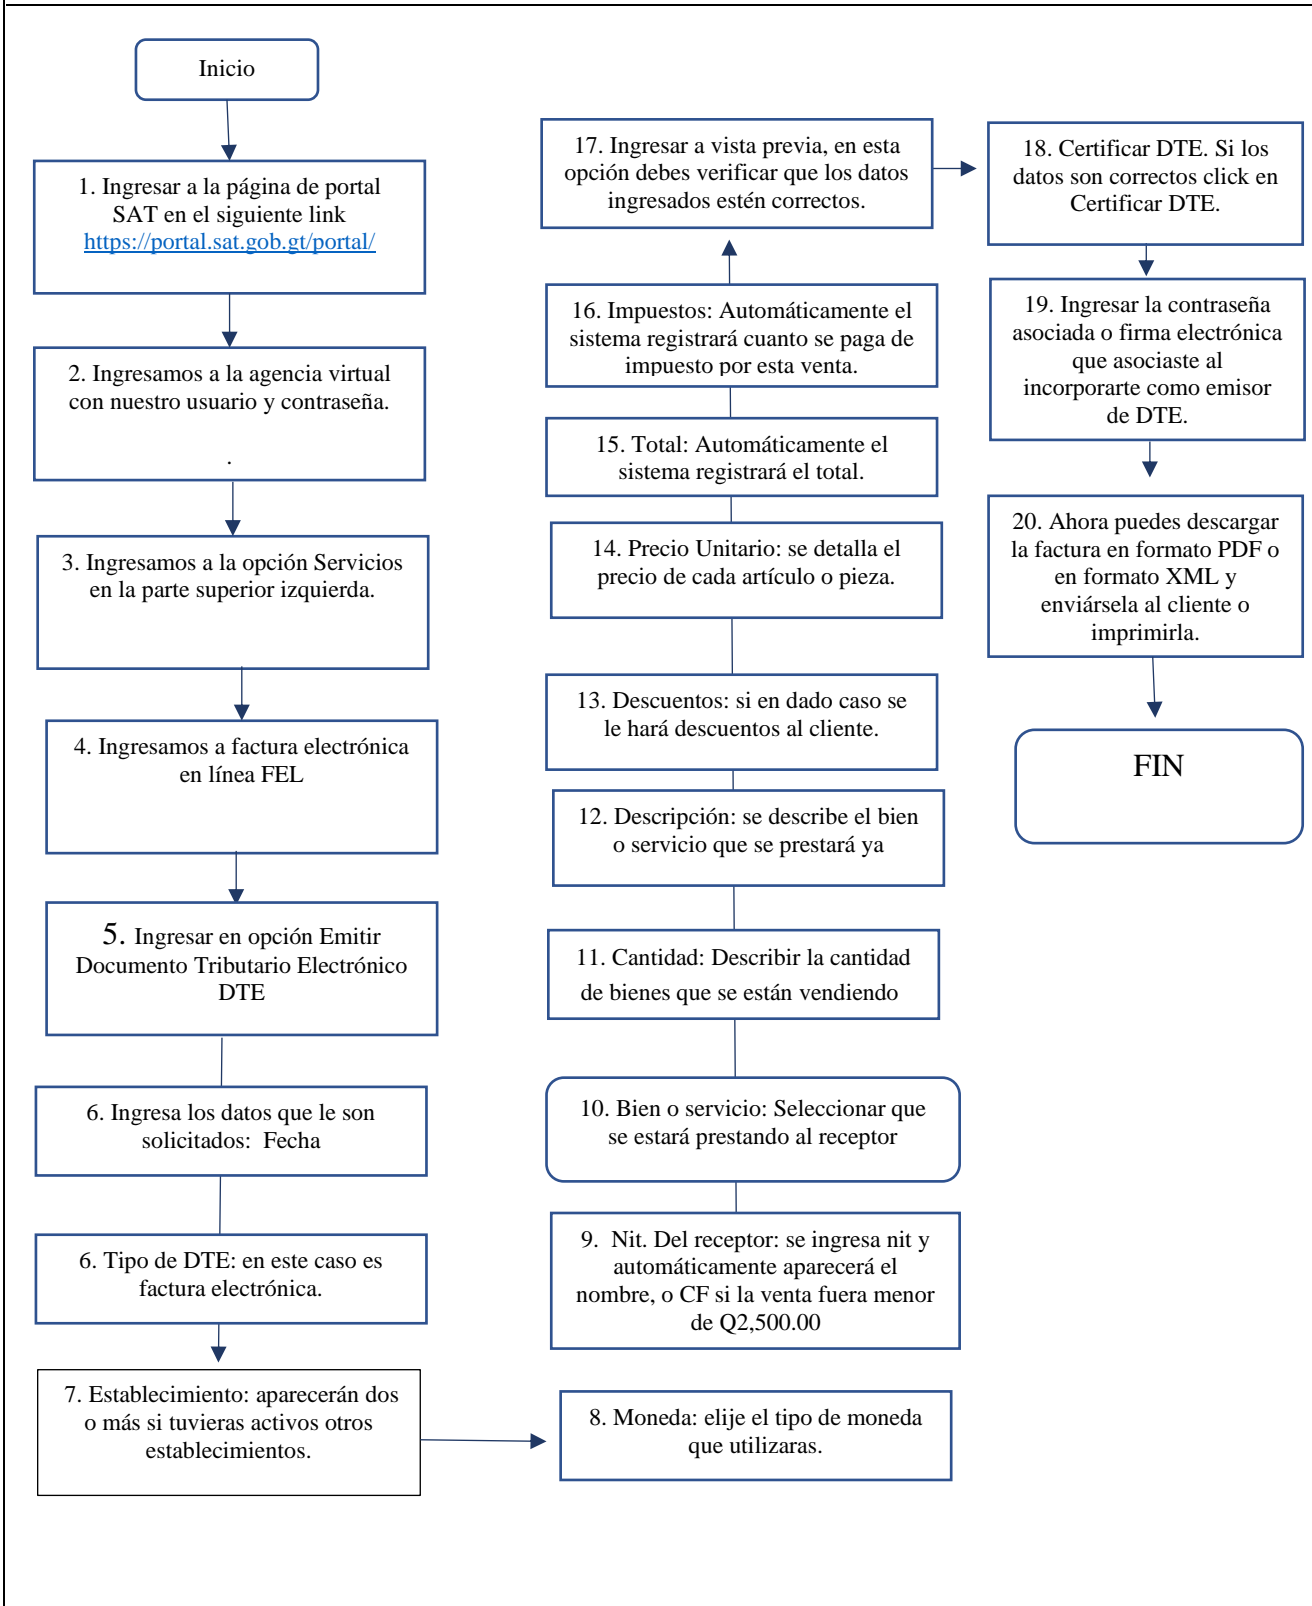 Inicio
1. Ingresar a la página de portal
SAT en el siguiente link
https://portal.sat.gob.gt/portal/
2. Ingresamos a la agencia virtual
con nuestro usuario y contraseña.
.
3. Ingresamos a la opción Servicios
en la parte superior izquierda.
4. Ingresamos a factura electrónica
en línea FEL
5. Ingresar en opción Emitir
Documento Tributario Electrónico
DTE
6. Ingresa los datos que le son
solicitados: Fecha
6. Tipo de DTE: en este caso es
factura electrónica.
7. Establecimiento: aparecerán dos
o más si tuvieras activos otros
establecimientos.
8. Moneda: elije el tipo de moneda
que utilizaras.
9. Nit. Del receptor: se ingresa nit y
automáticamente aparecerá el
nombre, o CF si la venta fuera menor
de Q2,500.00
10. Bien o servicio: Seleccionar que
se estará prestando al receptor
11. Cantidad: Describir la cantidad
de bienes que se están vendiendo
12. Descripción: se describe el bien
o servicio que se prestará ya
13. Descuentos: si en dado caso se
le hará descuentos al cliente.
14. Precio Unitario: se detalla el
precio de cada artículo o pieza.
15. Total: Automáticamente el
sistema registrará el total.
16. Impuestos: Automáticamente el
sistema registrará cuanto se paga de
impuesto por esta venta.
17. Ingresar a vista previa, en esta
opción debes verificar que los datos
ingresados estén correctos.
18. Certificar DTE. Si los
datos son correctos click en
Certificar DTE.
19. Ingresar la contraseña
asociada o firma electrónica
que asociaste al
incorporarte como emisor
de DTE.
20. Ahora puedes descargar
la factura en formato PDF o
en formato XML y
enviársela al cliente o
imprimirla.
FIN